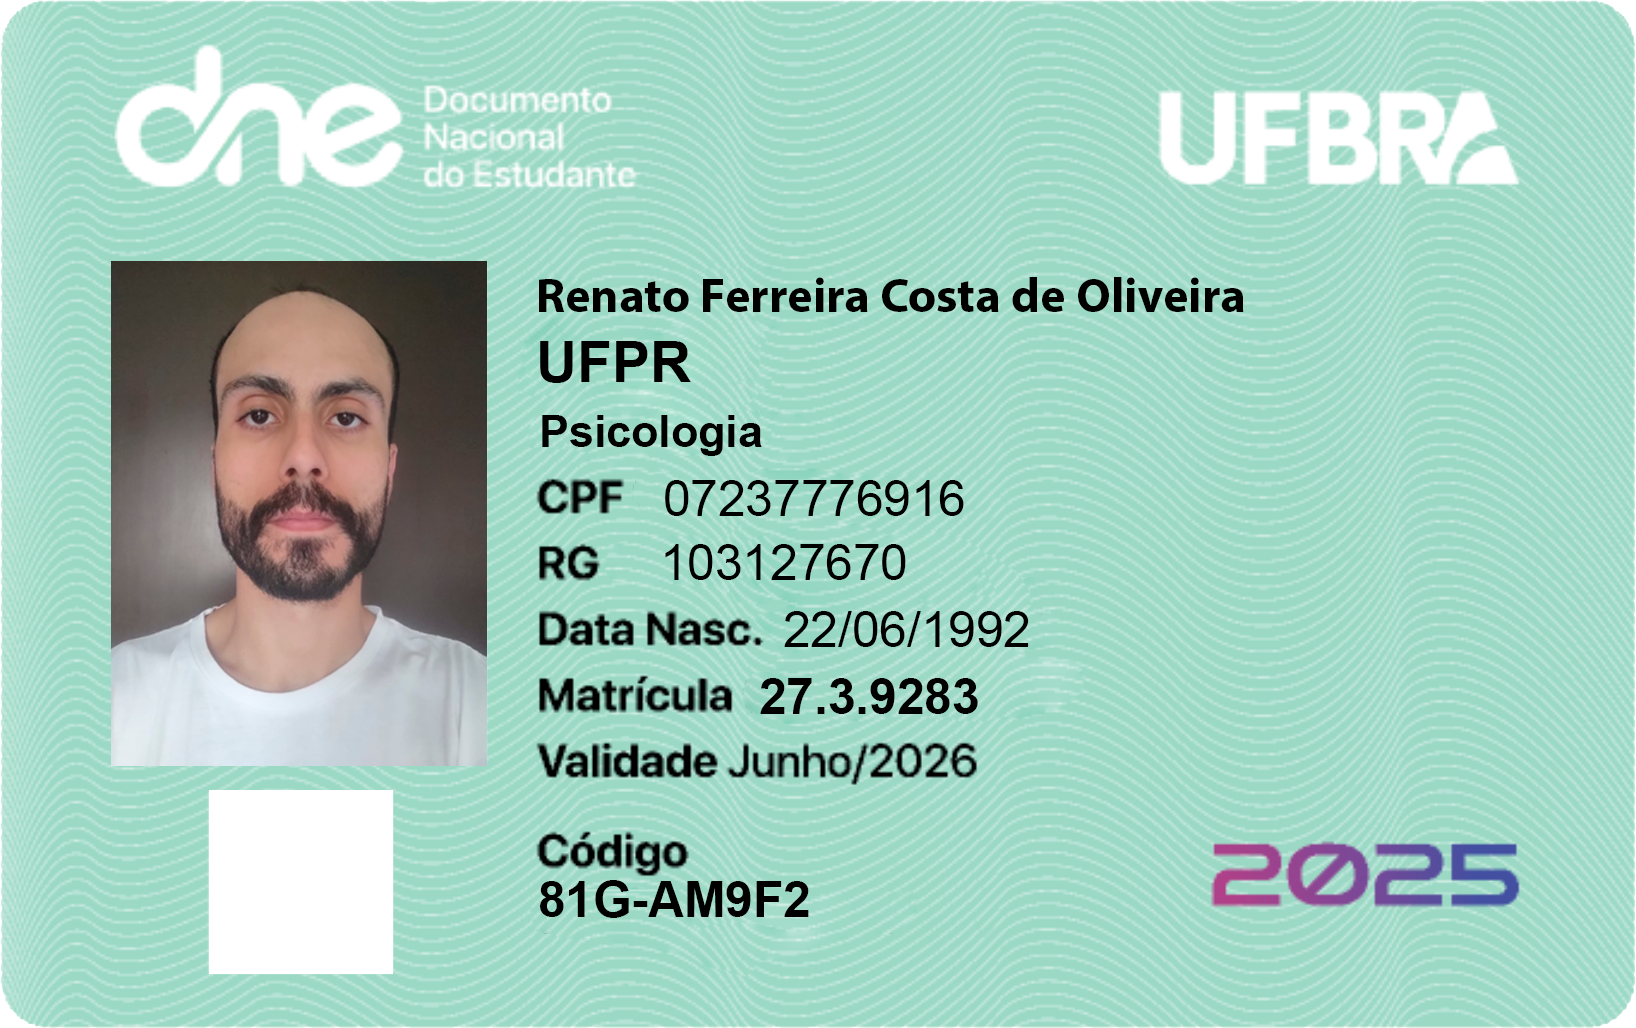 dne Documento
Nacional
do Estudante
UFBRA
Renato Ferreira Costa de Oliveira
UFPR
Psicologia
CPF 07237776916
RG 103127670
Data Nasc. 22/06/1992
Matrícula 27.3.9283
Validade Junho/2026
Código
81G-AM9F2
2025